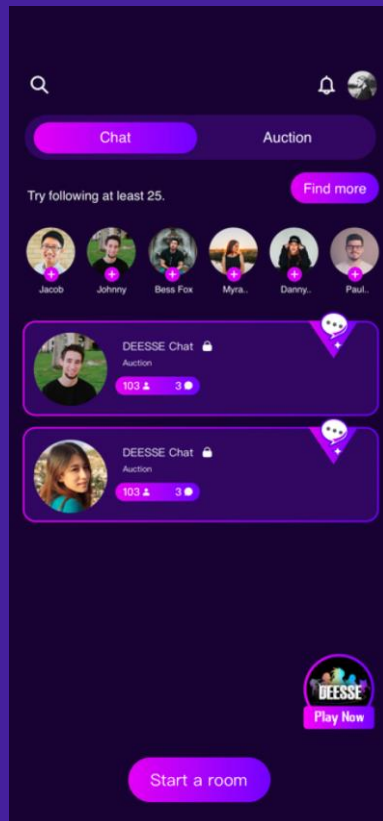 Chat
Auction
Try following at least 25.
Find more
Jacob
Johnny
Bess Fox
Myra..
Danny..
Paul..
DEESSE Chat
Auction
103
3
DEESSE Chat
Auction
103
3
DEESSE
Play Now
Start a room